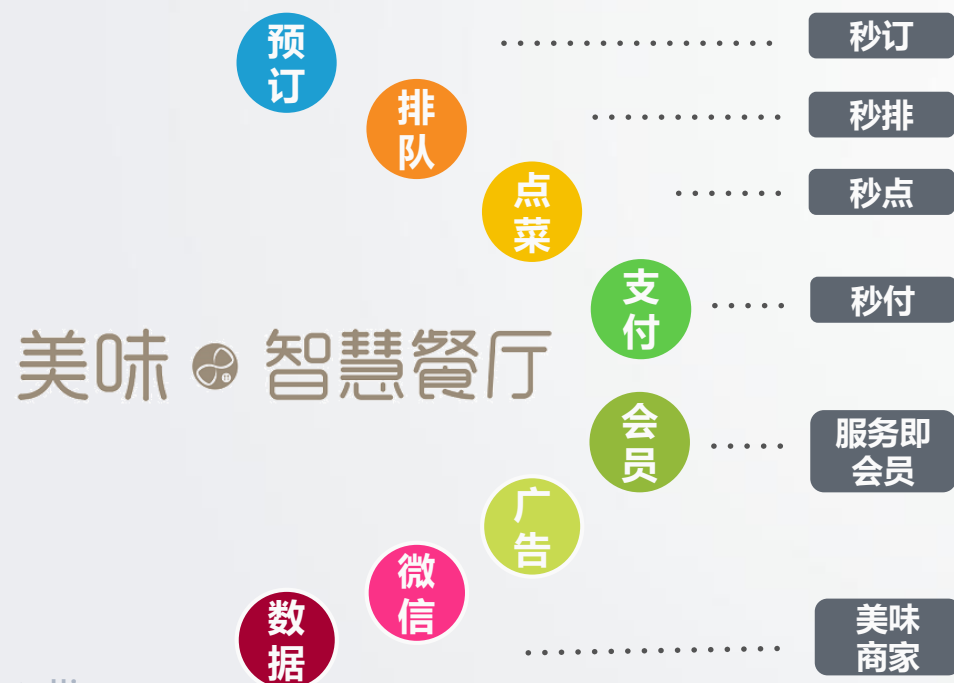 预
订
秒订
排
队
秒排
点
菜
秒点
支
付
秒付
美味 智慧餐厅
会
员
服务即
会员
广
告
微
信
数
据
美味
商家